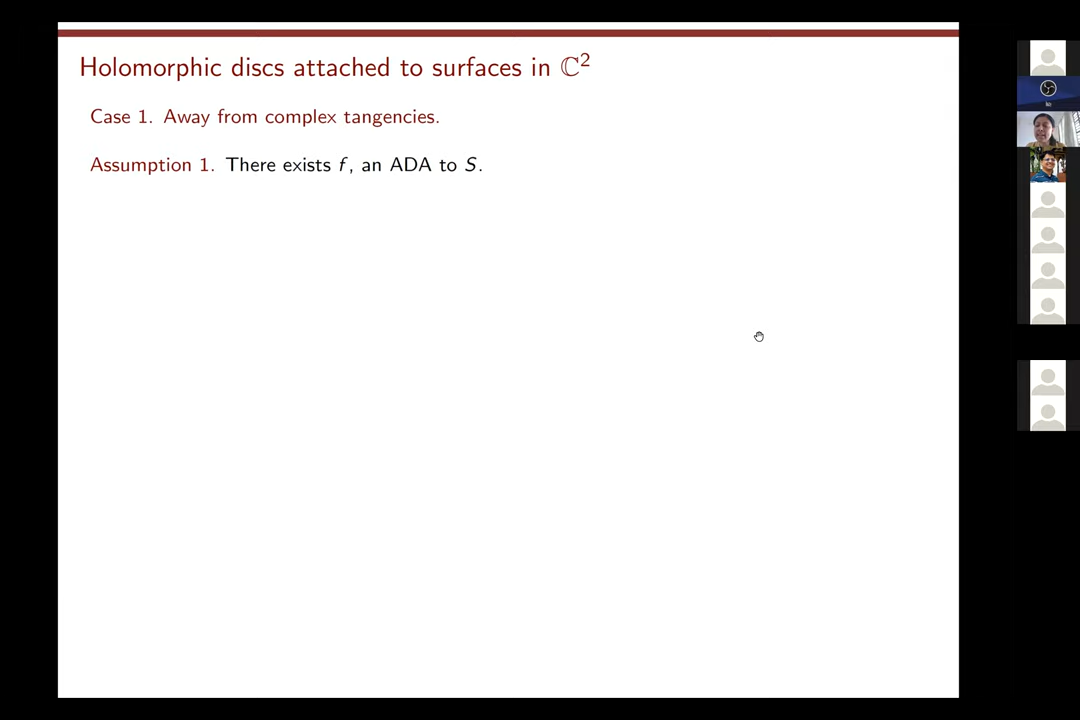 Holomorphic discs attached to surfaces in ℂ²
Case 1. Away from complex tangencies.
Assumption 1. There exists f, an ADA to S.